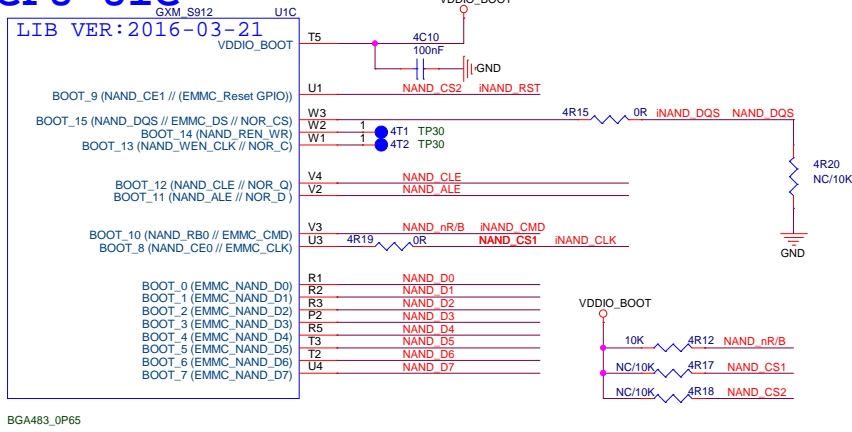 GXM_S912 U1C
LIB VER:2016-03-21
VDDIO_BOOT T5
4C10
100nF
GND
BOOT_9 (NAND_CE1 // (EMMC_Reset GPIO)) U1 NAND_CS2 iNAND_RST
BOOT_15 (NAND_DQS // EMMC_DS // NOR_CS) W3 4R15 0R iNAND_DQS NAND_DQS
BOOT_14 (NAND_REN_WR) W2 1 4T1 TP30
BOOT_13 (NAND_WEN_CLK // NOR_C) W1 1 4T2 TP30
4R20
NC/10K
GND
BOOT_12 (NAND_CLE // NOR_Q) V4 NAND_CLE
BOOT_11 (NAND_ALE // NOR_D ) V2 NAND_ALE
BOOT_10 (NAND_RB0 // EMMC_CMD) V3 NAND_nR/B iNAND_CMD
BOOT_8 (NAND_CE0 // EMMC_CLK) U3 4R19 0R NAND_CS1 iNAND_CLK
BOOT_0 (EMMC_NAND_D0) R1 NAND_D0
BOOT_1 (EMMC_NAND_D1) R2 NAND_D1
BOOT_2 (EMMC_NAND_D2) R3 NAND_D2
BOOT_3 (EMMC_NAND_D3) P2 NAND_D3
BOOT_4 (EMMC_NAND_D4) R5 NAND_D4
BOOT_5 (EMMC_NAND_D5) T3 NAND_D5
BOOT_6 (EMMC_NAND_D6) T2 NAND_D6
BOOT_7 (EMMC_NAND_D7) U4 NAND_D7
VDDIO_BOOT
10K 4R12 NAND_nR/B
NC/10K 4R17 NAND_CS1
NC/10K 4R18 NAND_CS2
BGA483_0P65